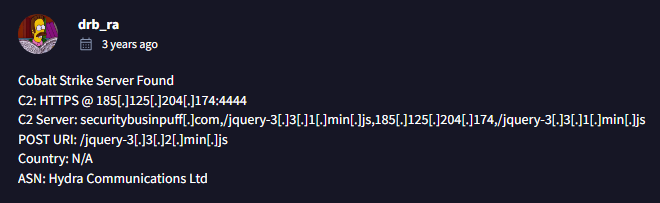 drb_ra
3 years ago
Cobalt Strike Server Found
C2: HTTPS @ 185[.]125[.]204[.]174:4444
C2 Server: securitybusinpuff[.]com,/jquery-3[.]3[.]1[.]min[.]js,185[.]125[.]204[.]174,/jquery-3[.]3[.]1[.]min[.]js
POST URI: /jquery-3[.]3[.]2[.]min[.]js
Country: N/A
ASN: Hydra Communications Ltd